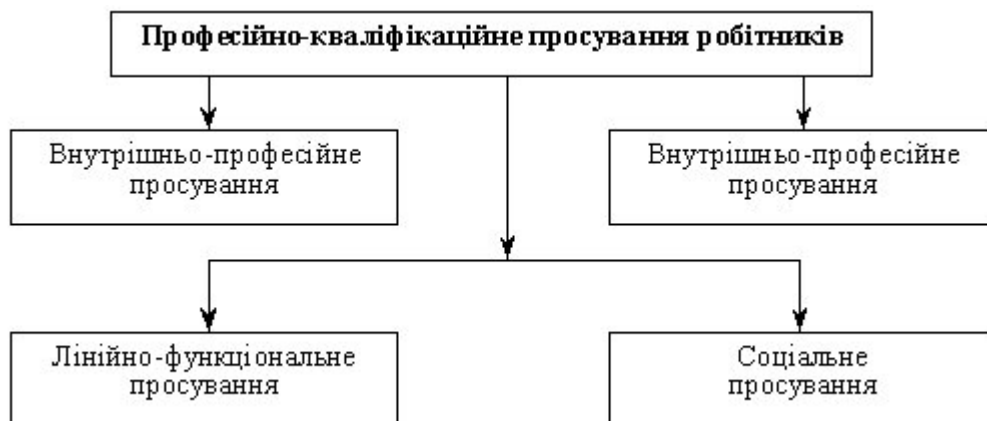 Професійно-кваліфікаційне просування робітників
Внутрішньо-професійне
просування
Внутрішньо-професійне
просування
Лінійно-функціональне
просування
Соціальне
просування